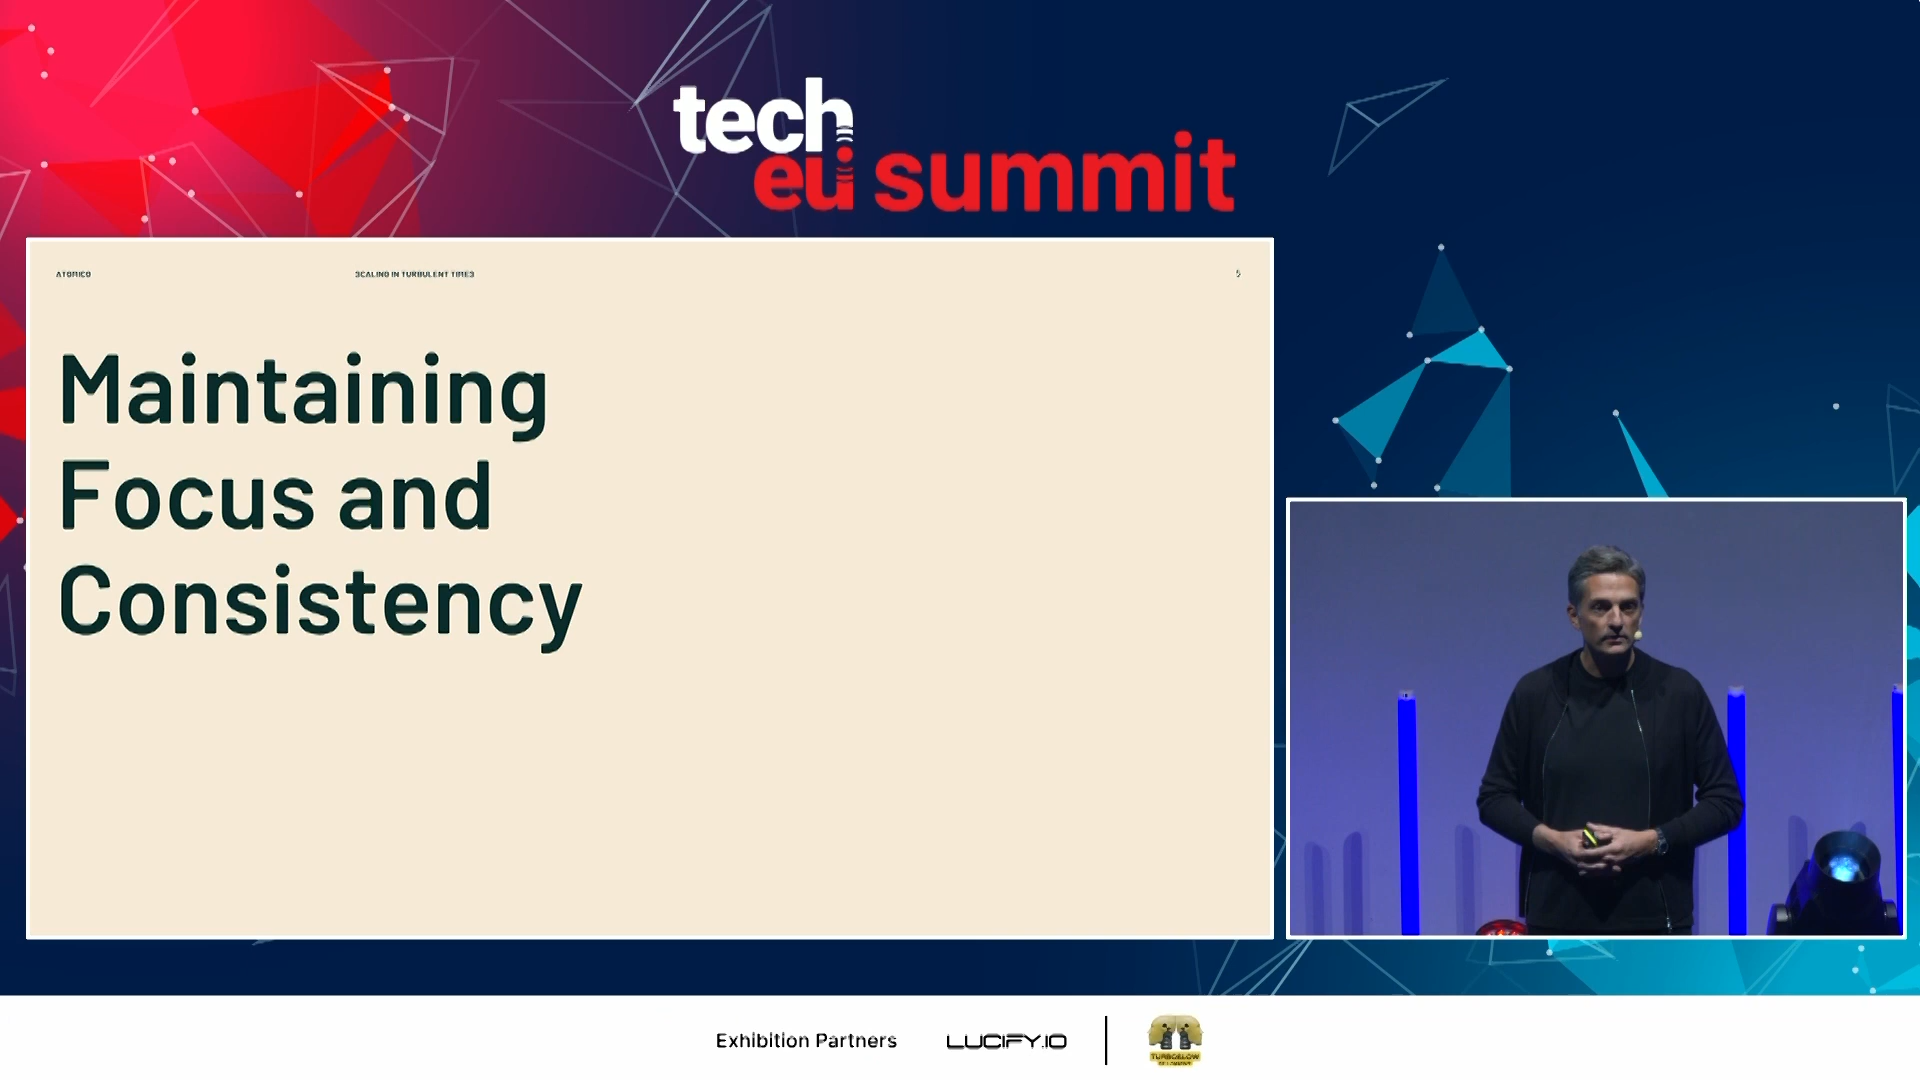 tech
eu summit
ATOMICO
SCALING IN TURBULENT TIMES
5
Maintaining
Focus and
Consistency
Exhibition Partners
LUCIFY.IO